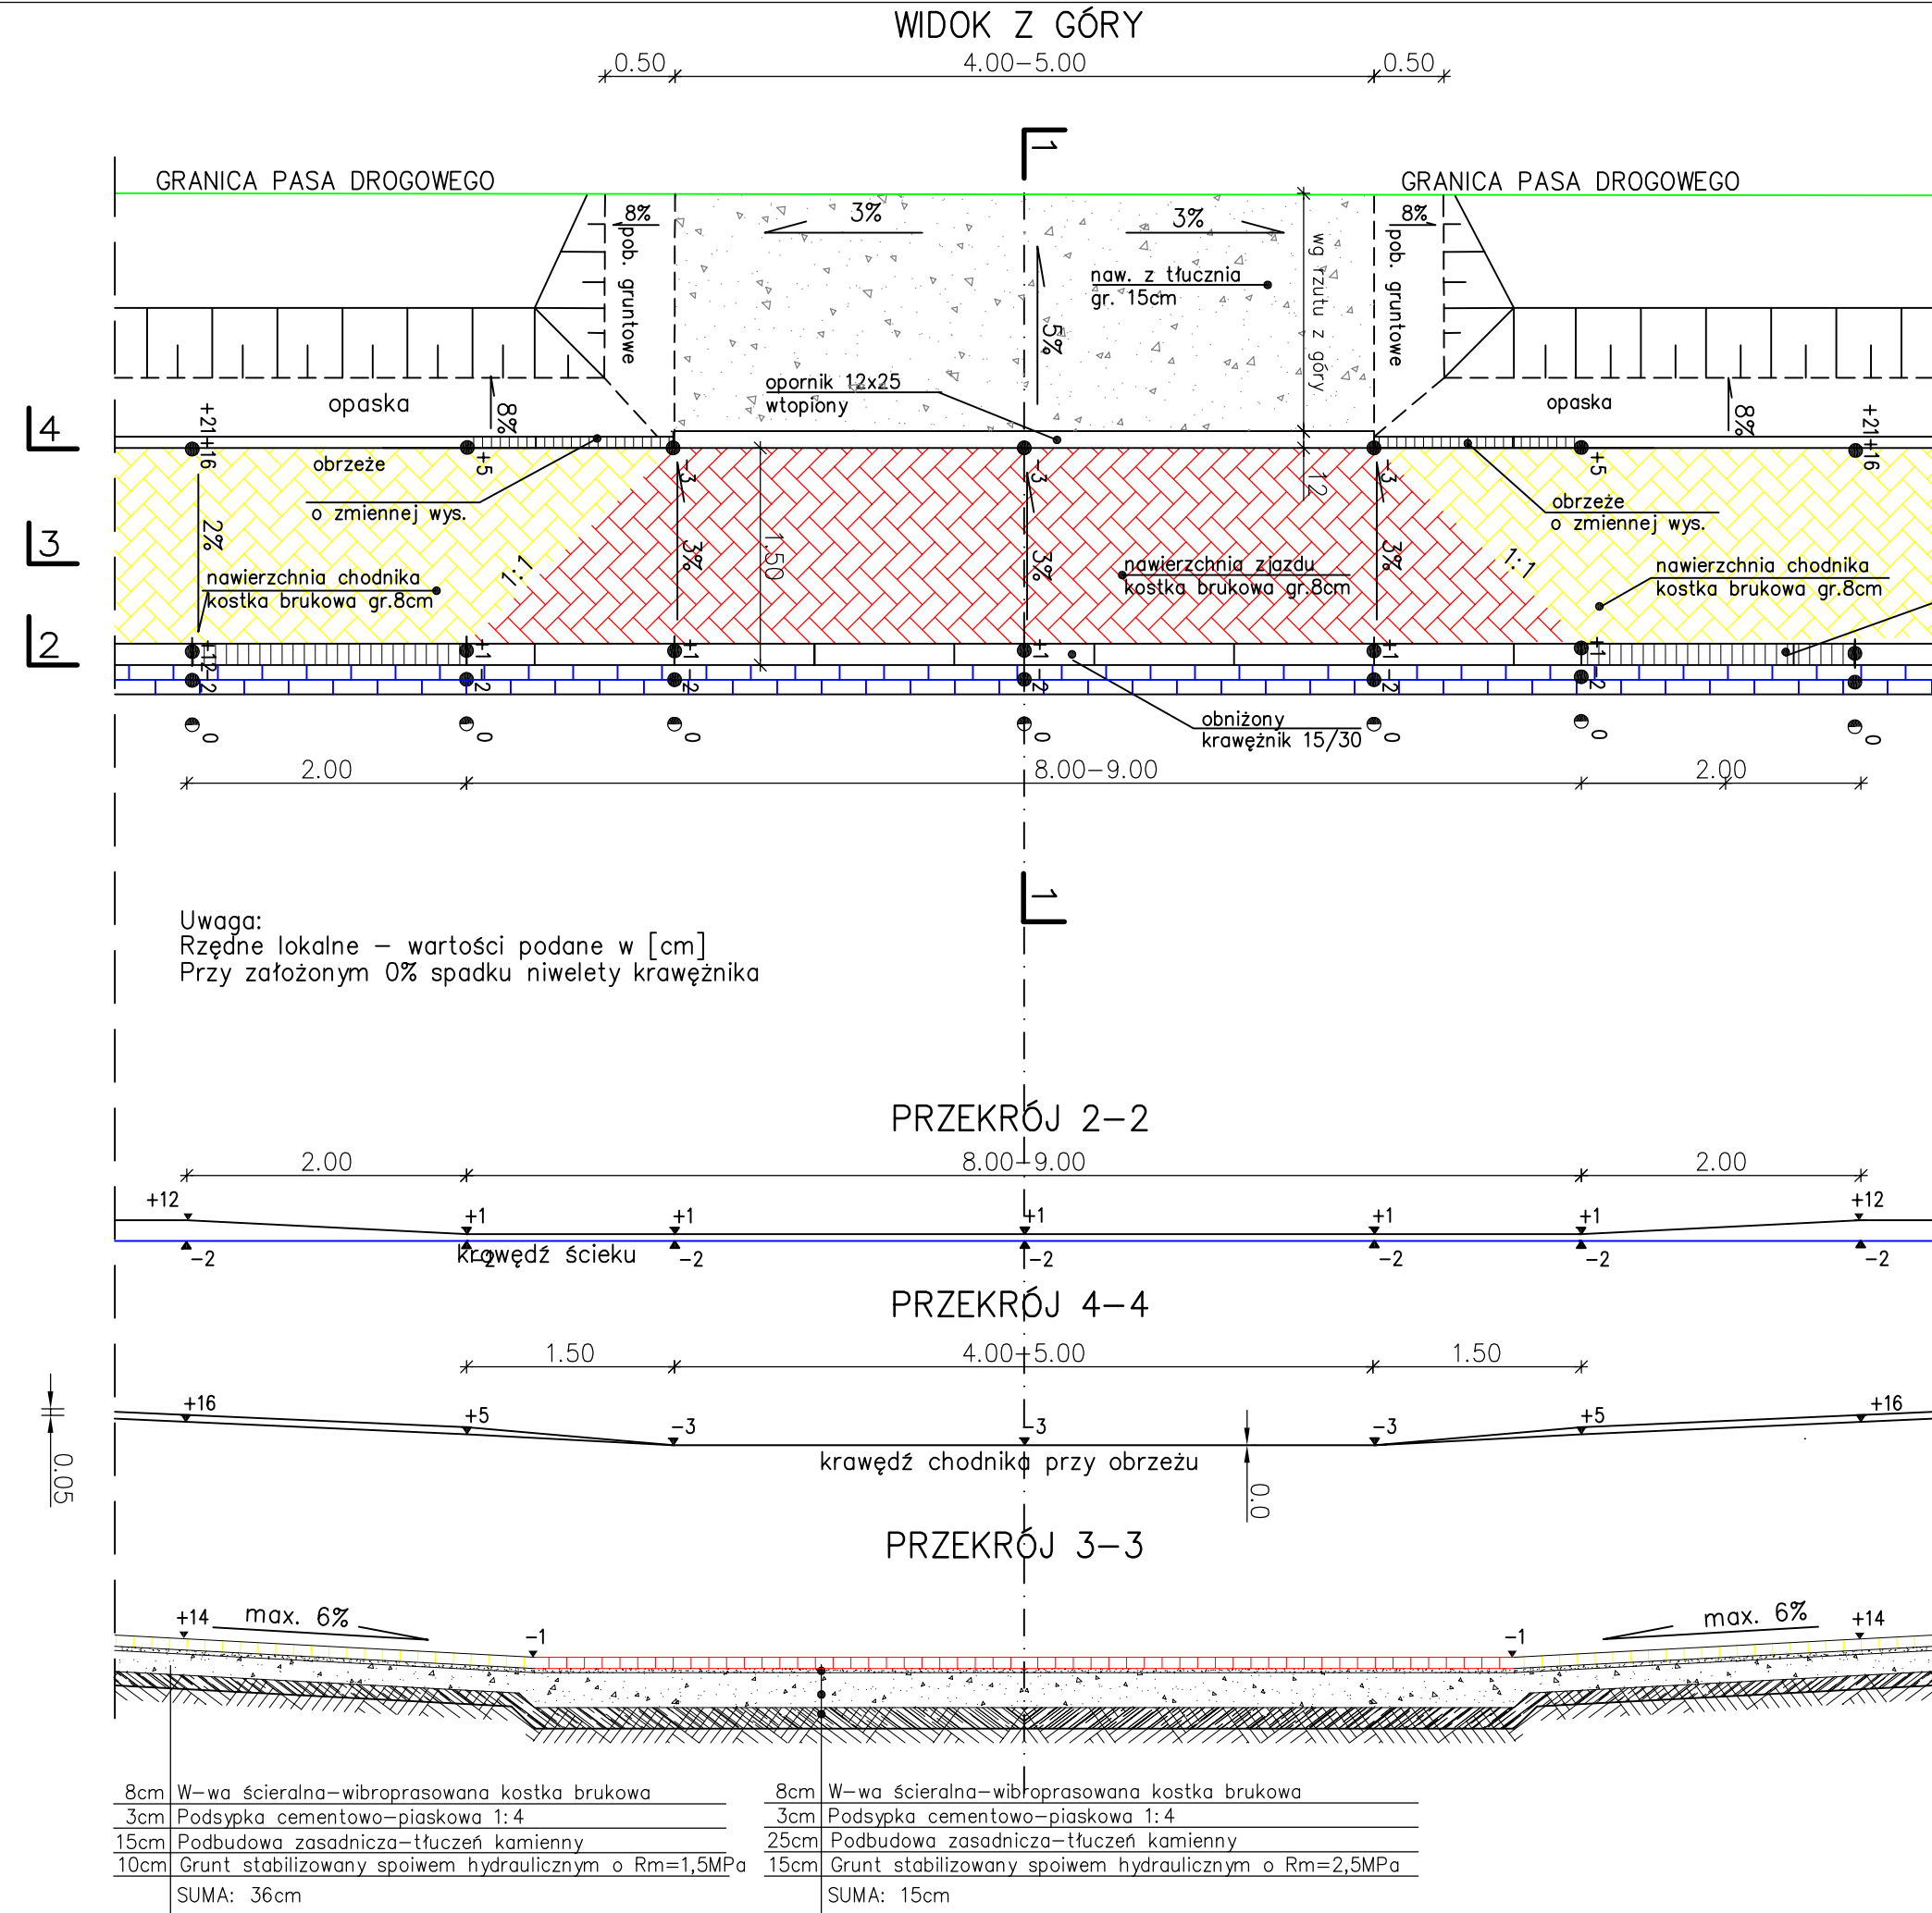 WIDOK Z GÓRY
0.50 4.00-5.00 0.50
1
GRANICA PASA DROGOWEGO GRANICA PASA DROGOWEGO
8% 3% 3% 8%
pob. gruntowe
naw. z tłucznia
gr. 15cm
wg rzutu z góry
pob. gruntowe
5%
opornik 12x25
wtopiony
opaska
8%
opaska
8%
4
+21+16
obrzeże
o zmiennej wys.
+5 -3 -3 -3 12 +5
+21+16
obrzeże
o zmiennej wys.
3
2%
nawierzchnia chodnika
kostka brukowa gr.8cm
1:1
3%
1.50
3%
nawierzchnia zjazdu
kostka brukowa gr.8cm
3%
1:1
nawierzchnia chodnika
kostka brukowa gr.8cm
2
+12-2 +1-2 +1-2 +1-2 +1-2 +1-2
0 0 0 0 0 0 0
obniżony
krawężnik 15/30
2.00 8.00-9.00 2.00
1
Uwaga:
Rzędne lokalne – wartości podane w [cm]
Przy założonym 0% spadku niwelety krawężnika
PRZEKRÓJ 2-2
2.00 8.00-9.00 2.00
+12 +1 +1 +1 +1 +1 +12
-2 -2 -2 -2 -2 -2 -2
krawędź ścieku
PRZEKRÓJ 4-4
1.50 4.00-5.00 1.50
+16 +5 -3 -3 -3 +5 +16
krawędź chodnika przy obrzeżu
0.05
0.0
PRZEKRÓJ 3-3
+14 max. 6% -1 -1 max. 6% +14
8cm W-wa ścieralna-wibroprasowana kostka brukowa
3cm Podsypka cementowo-piaskowa 1:4
15cm Podbudowa zasadnicza-tłuczeń kamienny
10cm Grunt stabilizowany spoiwem hydraulicznym o Rm=1,5MPa
SUMA: 36cm
8cm W-wa ścieralna-wibroprasowana kostka brukowa
3cm Podsypka cementowo-piaskowa 1:4
25cm Podbudowa zasadnicza-tłuczeń kamienny
15cm Grunt stabilizowany spoiwem hydraulicznym o Rm=2,5MPa
SUMA: 15cm